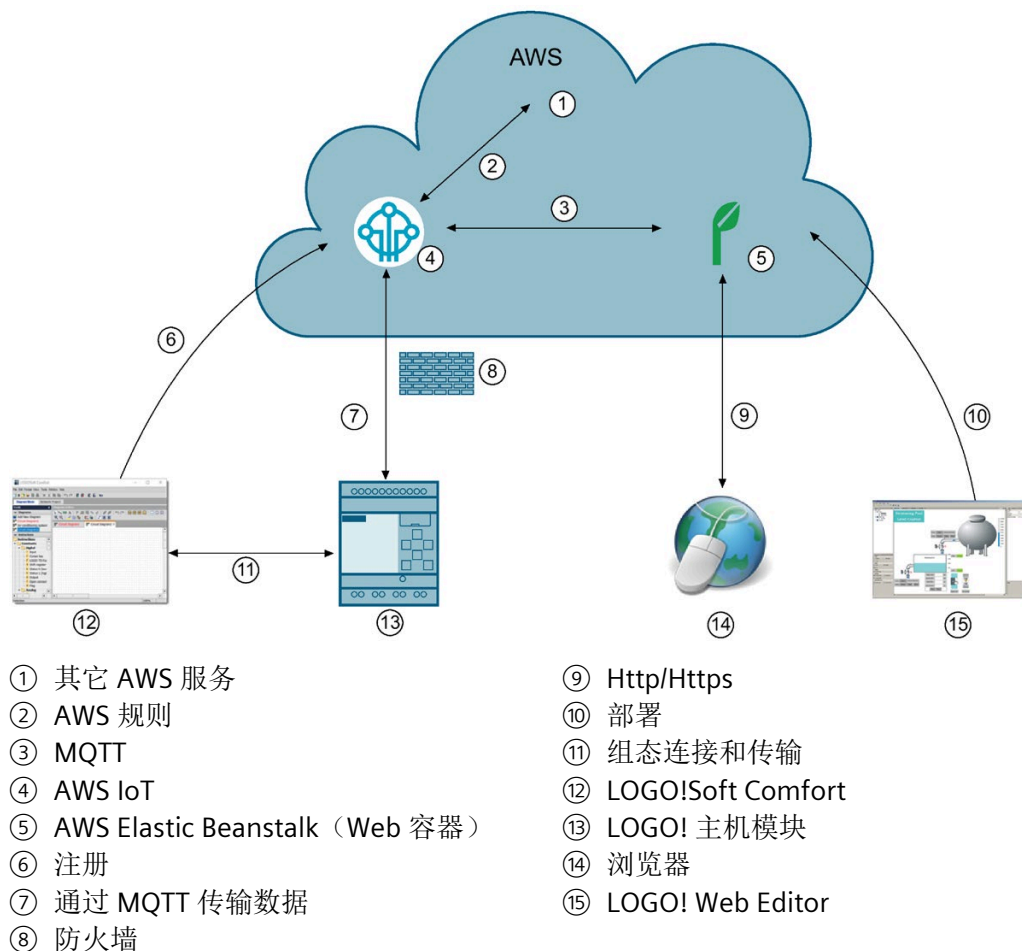 AWS
①
②
③
④
⑤
⑥
⑧
⑦
⑨
⑩
⑪
⑫
⑬
⑭
⑮
① 其它 AWS 服务
② AWS 规则
③ MQTT
④ AWS IoT
⑤ AWS Elastic Beanstalk（Web 容器）
⑥ 注册
⑦ 通过 MQTT 传输数据
⑧ 防火墙
⑨ Http/Https
⑩ 部署
⑪ 组态连接和传输
⑫ LOGO!Soft Comfort
⑬ LOGO! 主机模块
⑭ 浏览器
⑮ LOGO! Web Editor